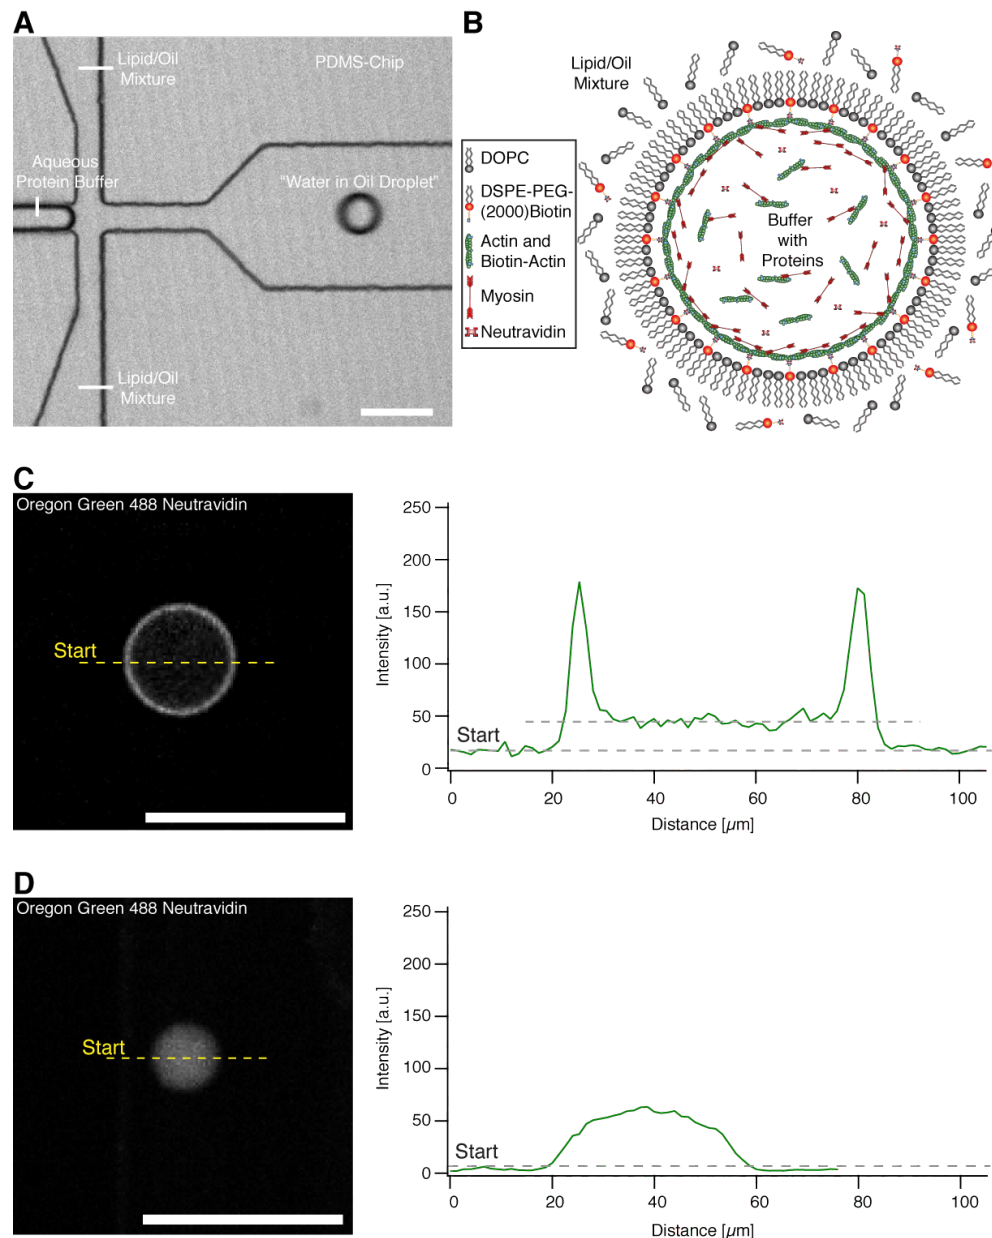 A
Lipid/Oil
Mixture
PDMS-Chip
Aqueous
Protein Buffer
“Water in Oil Droplet”
Lipid/Oil
Mixture
B
Lipid/Oil
Mixture
DOPC
DSPE-PEG-
(2000)Biotin
Actin and
Biotin-Actin
Myosin
Neutravidin
Buffer
with
Proteins
C
Oregon Green 488 Neutravidin
Start
Intensity [a.u.]
250
200
150
100
50
0
Start
0 20 40 60 80 100
Distance [µm]
D
Oregon Green 488 Neutravidin
Start
Intensity [a.u.]
250
200
150
100
50
0
Start
0 20 40 60 80 100
Distance [µm]